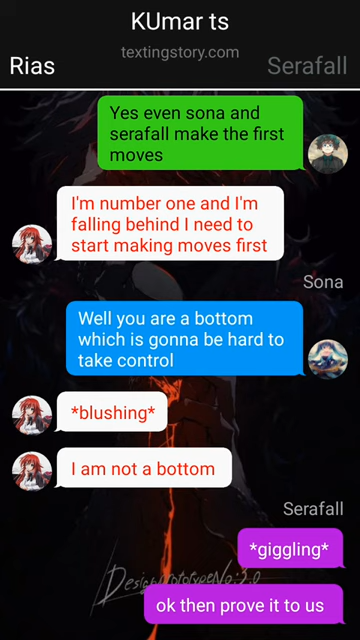 KUmar ts
textingstory.com
Rias
Serafall
Yes even sona and
serafall make the first
moves
I'm number one and I'm
falling behind I need to
start making moves first
Sona
Well you are a bottom
which is gonna be hard to
take control
*blushing*
I am not a bottom
Serafall
*giggling*
ok then prove it to us